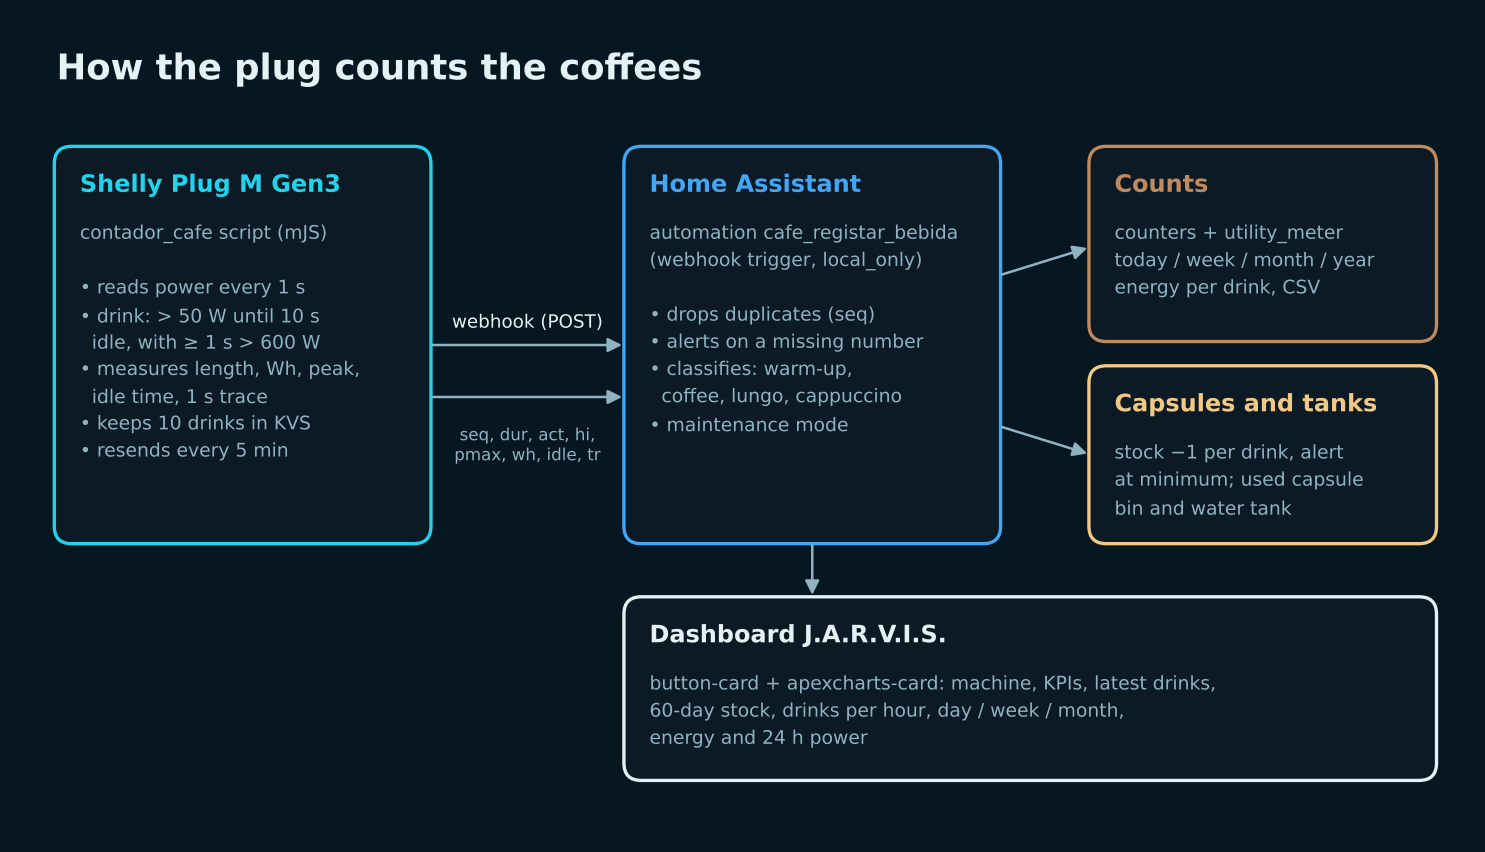 How the plug counts the coffees
Shelly Plug M Gen3
contador_cafe script (mJS)
• reads power every 1 s
• drink: > 50 W until 10 s
idle, with ≥ 1 s > 600 W
• measures length, Wh, peak,
idle time, 1 s trace
• keeps 10 drinks in KVS
• resends every 5 min
webhook (POST)
seq, dur, act, hi,
pmax, wh, idle, tr
Home Assistant
automation cafe_registar_bebida
(webhook trigger, local_only)
• drops duplicates (seq)
• alerts on a missing number
• classifies: warm-up,
coffee, lungo, cappuccino
• maintenance mode
Counts
counters + utility_meter
today / week / month / year
energy per drink, CSV
Capsules and tanks
stock −1 per drink, alert
at minimum; used capsule
bin and water tank
Dashboard J.A.R.V.I.S.
button-card + apexcharts-card: machine, KPIs, latest drinks,
60-day stock, drinks per hour, day / week / month,
energy and 24 h power